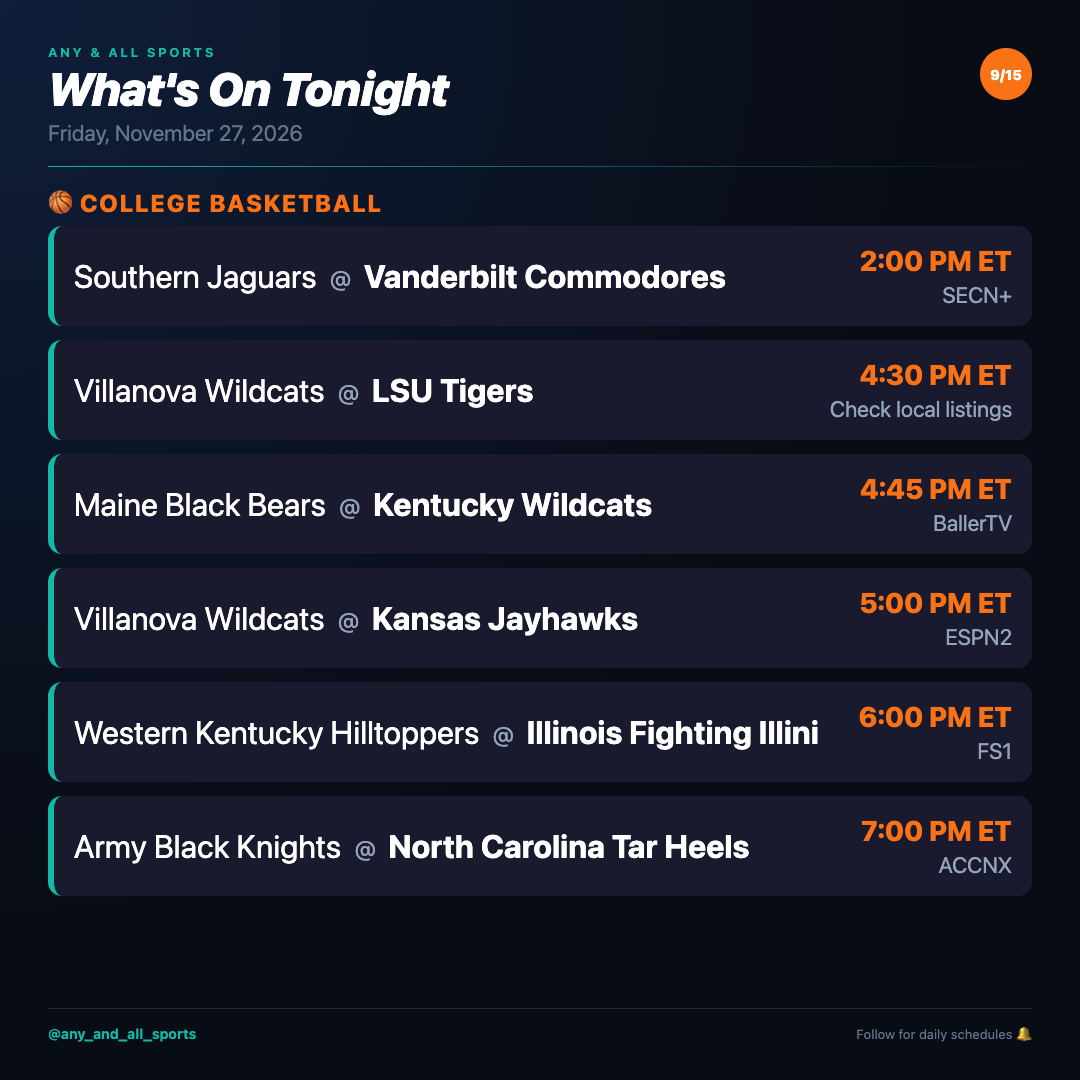 ANY & ALL SPORTS
What's On Tonight
Friday, November 27, 2026
9/15
🏀 COLLEGE BASKETBALL
Southern Jaguars @ Vanderbilt Commodores
2:00 PM ET
SECN+
Villanova Wildcats @ LSU Tigers
4:30 PM ET
Check local listings
Maine Black Bears @ Kentucky Wildcats
4:45 PM ET
BallerTV
Villanova Wildcats @ Kansas Jayhawks
5:00 PM ET
ESPN2
Western Kentucky Hilltoppers @ Illinois Fighting Illini
6:00 PM ET
FS1
Army Black Knights @ North Carolina Tar Heels
7:00 PM ET
ACCNX
@any_and_all_sports
Follow for daily schedules 🔔